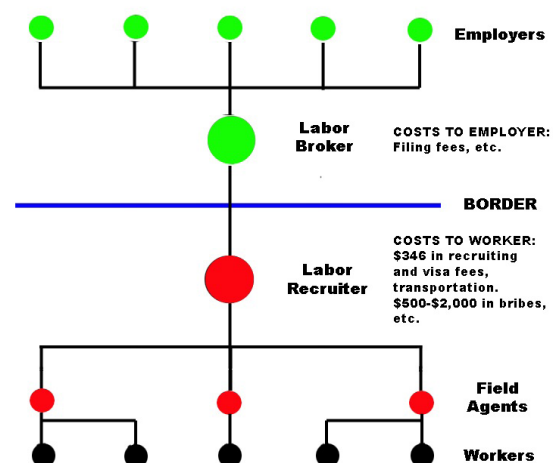 Employers
Labor
Broker
COSTS TO EMPLOYER:
Filing fees, etc.
BORDER
COSTS TO WORKER:
$346 in recruiting
and visa fees,
transportation.
$500-$2,000 in bribes,
etc.
Labor
Recruiter
Field
Agents
Workers